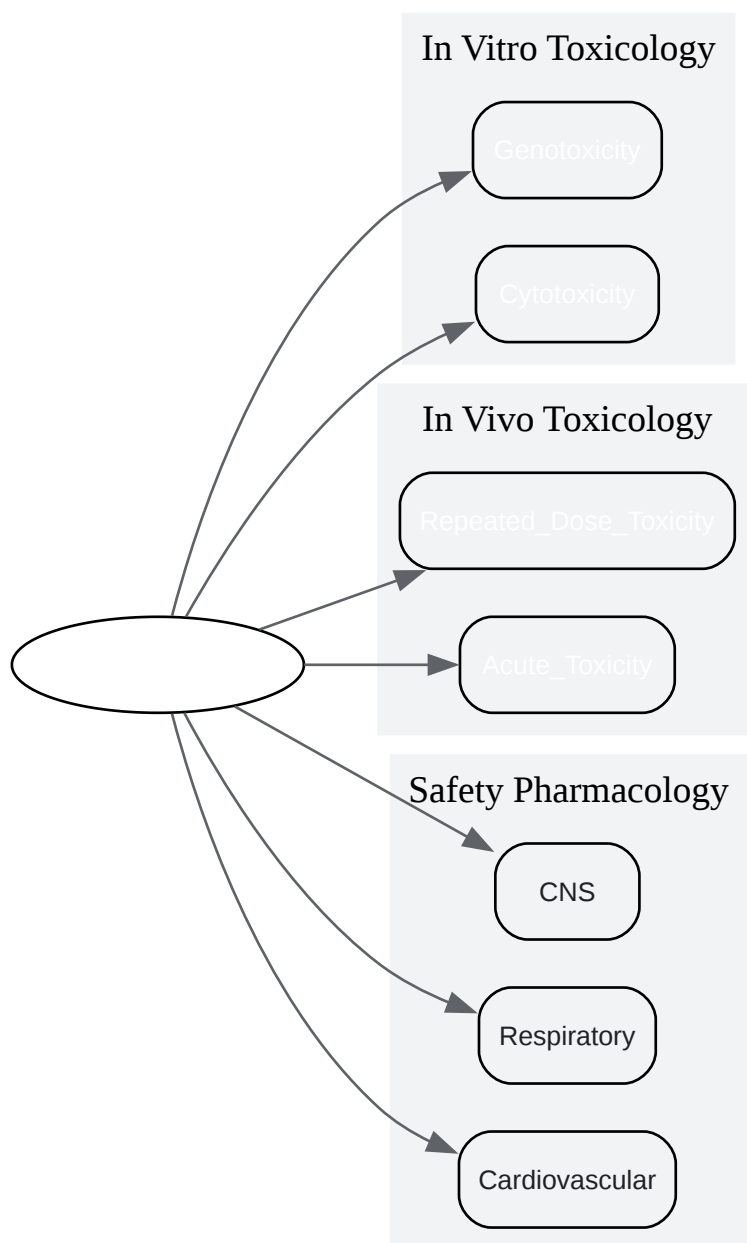 In Vitro Toxicology
Genotoxicity
Cytotoxicity
In Vivo Toxicology
Repeated_Dose_Toxicity
Acute_Toxicity
Safety Pharmacology
CNS
Respiratory
Cardiovascular